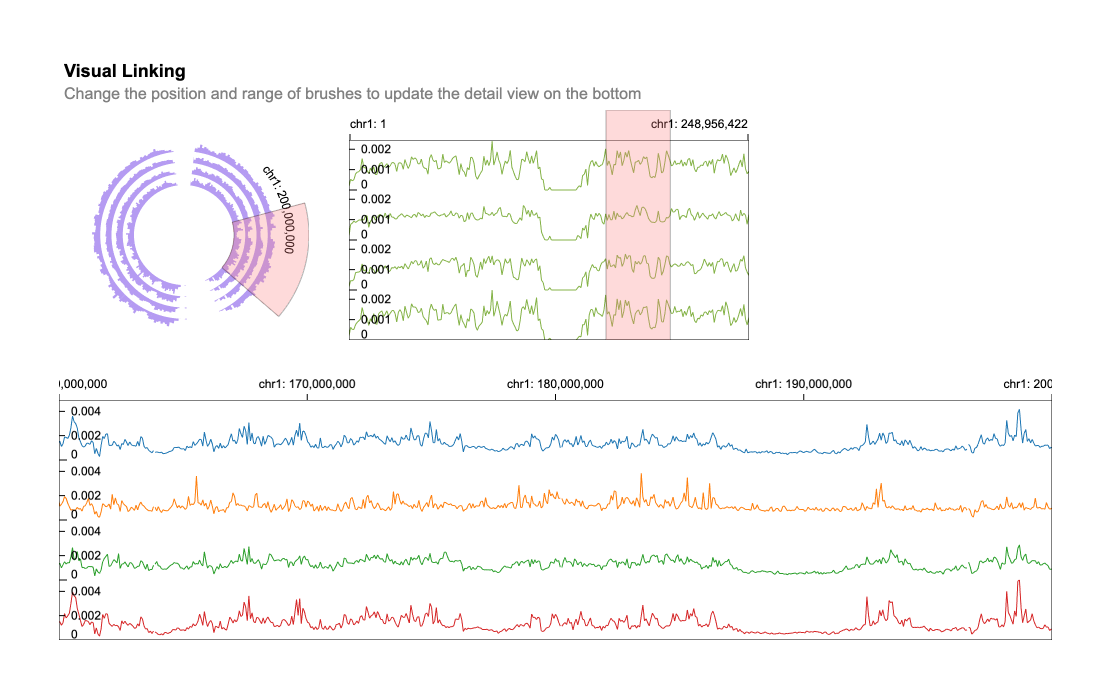 Visual Linking
Change the position and range of brushes to update the detail view on the bottom
chr1: 200,000,000
chr1: 1
chr1: 248,956,422
0.002
0.001
0
0.002
0.001
0
0.002
0.001
0
0.002
0.001
0
0,000,000
chr1: 170,000,000
chr1: 180,000,000
chr1: 190,000,000
chr1: 200
0.004
0.002
0
0.004
0.002
0
0.004
0.002
0
0.004
0.002
0